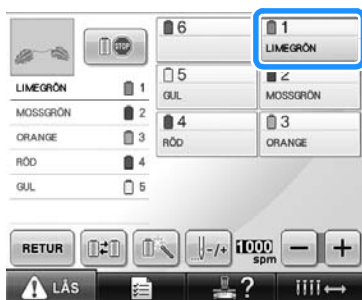 6
1
LIMEGRÖN
5
GUL
2
MOSSGRÖN
4
RÖD
3
ORANGE
LIMEGRÖN 1
MOSSGRÖN 2
ORANGE 3
RÖD 4
GUL 5
RETUR
-/+
1000
spm
- +
LÅS
?